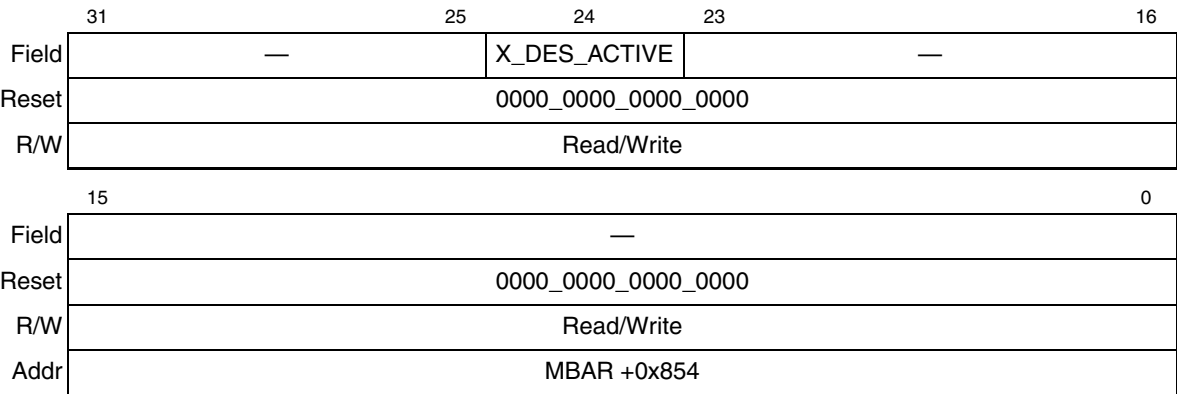 31 25 24 23 16
Field — X_DES_ACTIVE —
Reset 0000_0000_0000_0000
R/W Read/Write
15 0
Field —
Reset 0000_0000_0000_0000
R/W Read/Write
Addr MBAR +0x854